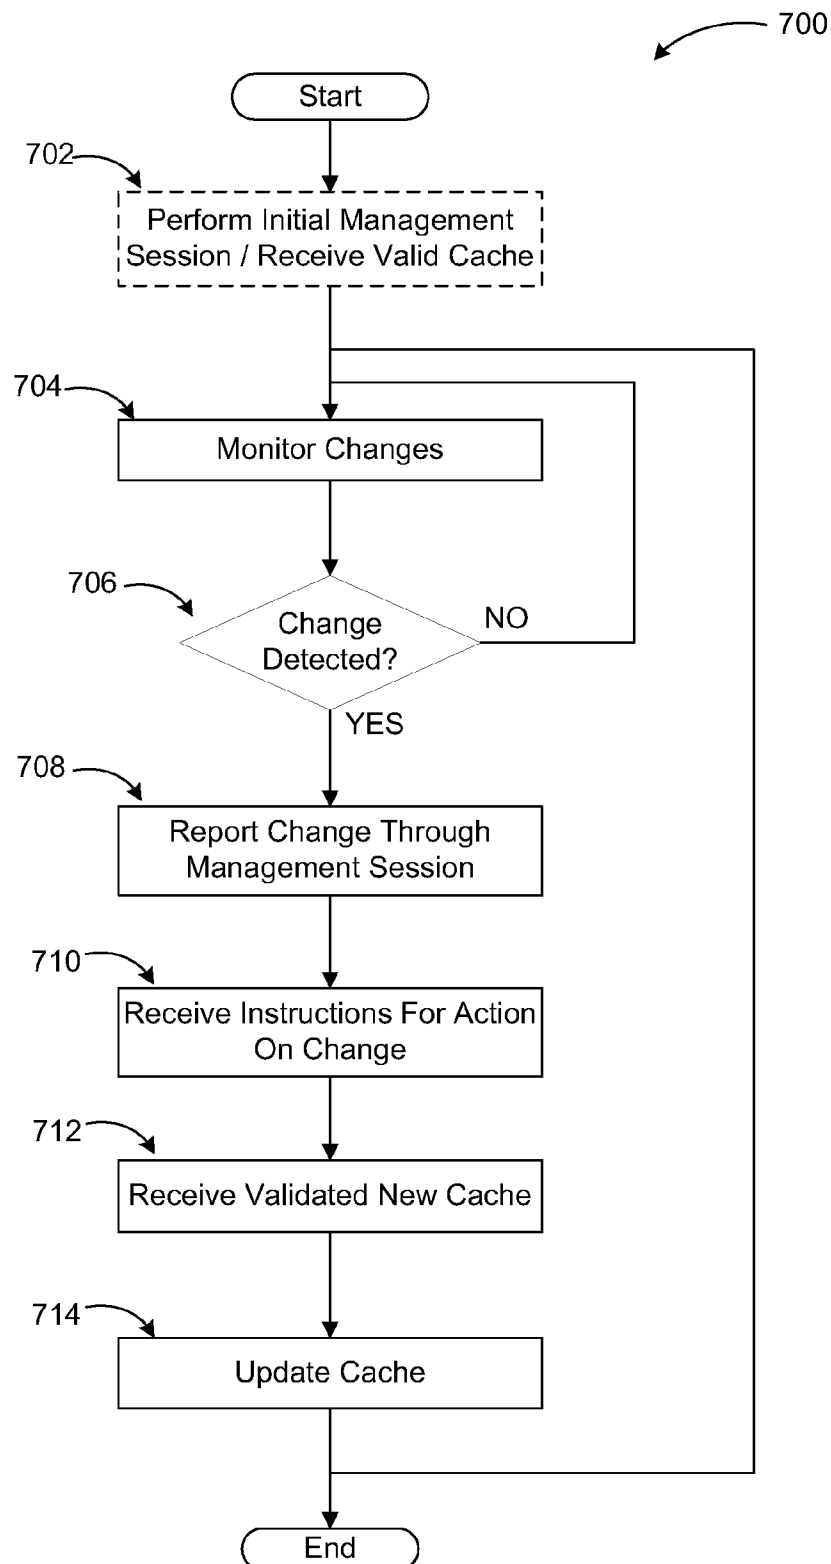 700
Start
702
Perform Initial Management
Session / Receive Valid Cache
704
Monitor Changes
706
Change
Detected?
NO
YES
708
Report Change Through
Management Session
710
Receive Instructions For Action
On Change
712
Receive Validated New Cache
714
Update Cache
End